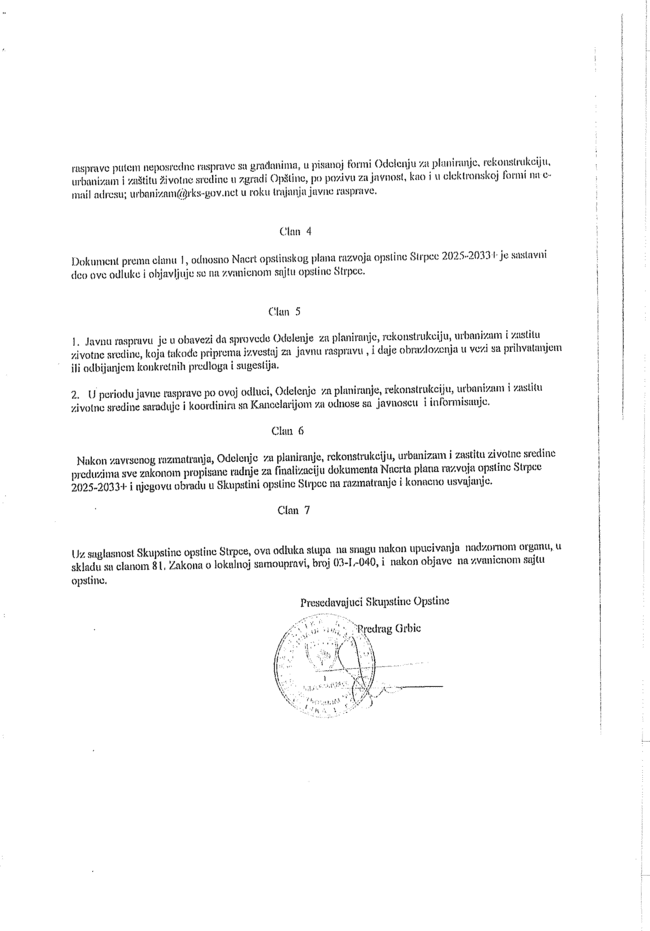 rasprave putem neposredne rasprave sa građanima, u pisanoj formi Odelenju za planiranje, rekonstrukciju,
urbanizam i zaštitu životne sredine u zgradi Opštine, po pozivu za javnost, kao i u elektronskoj formi na e-
mail adresu; urbanizam@rks-gov.net u roku trajanja javne rasprave.
Clan 4
Dokument prema clanu 1, odnosno Nacrt opstinskog plana razvoja opstine Strpce 2025-2033+ je sastavni
deo ove odluke i objavljuje se na zvanicnom sajtu opstine Strpce.
Clan 5
1. Javnu raspravu je u obavezi da sprovede Odelenje za planiranje, rekonstrukciju, urbanizam i zastitu
zivotne sredine, koja takode priprema izvestaj za javnu raspravu , i daje obrazlozenja u vezi sa prihvatanjem
ili odbijanjem konkretnih predloga i sugestija.
2. U periodu javne rasprave po ovoj odluci, Odelenje za planiranje, rekonstrukciju, urbanizam i zastitu
zivotne sredine saraduje i koordinira sa Kancelarijom za odnose sa javnoscu i informisanje.
Clan 6
Nakon zavrsenog razmatranja, Odelenje za planiranje, rekonstrukciju, urbanizam i zastitu zivotne sredine
preduzima sve zakonom propisane radnje za finalizaciju dokumenta Nacrta plana razvoja opstine Strpce
2025-2033+ i njegovu obradu u Skupstini opstine Strpce na razmatranje i konacno usvajanje.
Clan 7
Uz saglasnost Skupstine opstine Strpce, ova odluka stupa na snagu nakon upucivanja nadzornom organu, u
skladu sa clanom 81. Zakona o lokalnoj samoupravi, broj 03-L-040, i nakon objave na zvanicnom sajtu
opstine.
Presedavajuci Skupstine Opstine
Predrag Grbic